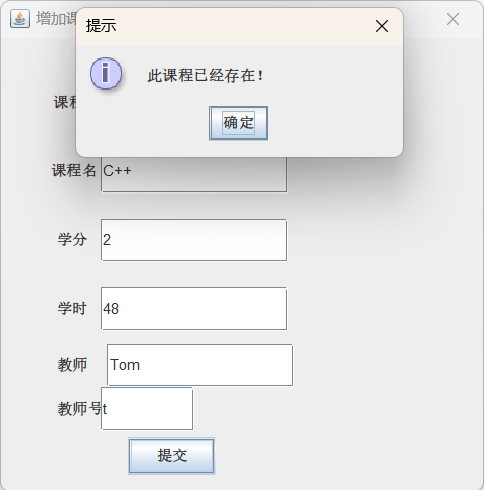 增加课
提示
此课程已经存在！
确定
课程
课程名 C++
学分 2
学时 48
教师 Tom
教师号 t
提交